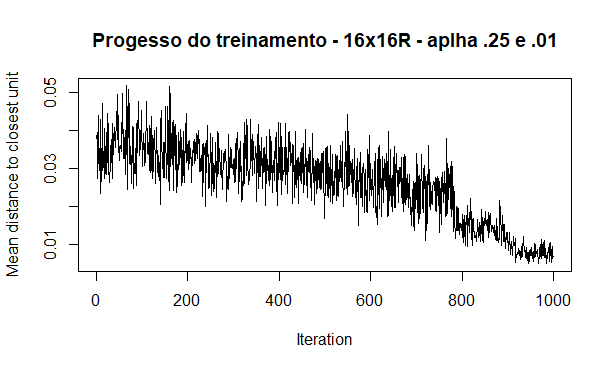 Progesso do treinamento - 16x16R - aplha .25 e .01
Mean distance to closest unit
0.05
0.03
0.01
0 200 400 600 800 1000
Iteration